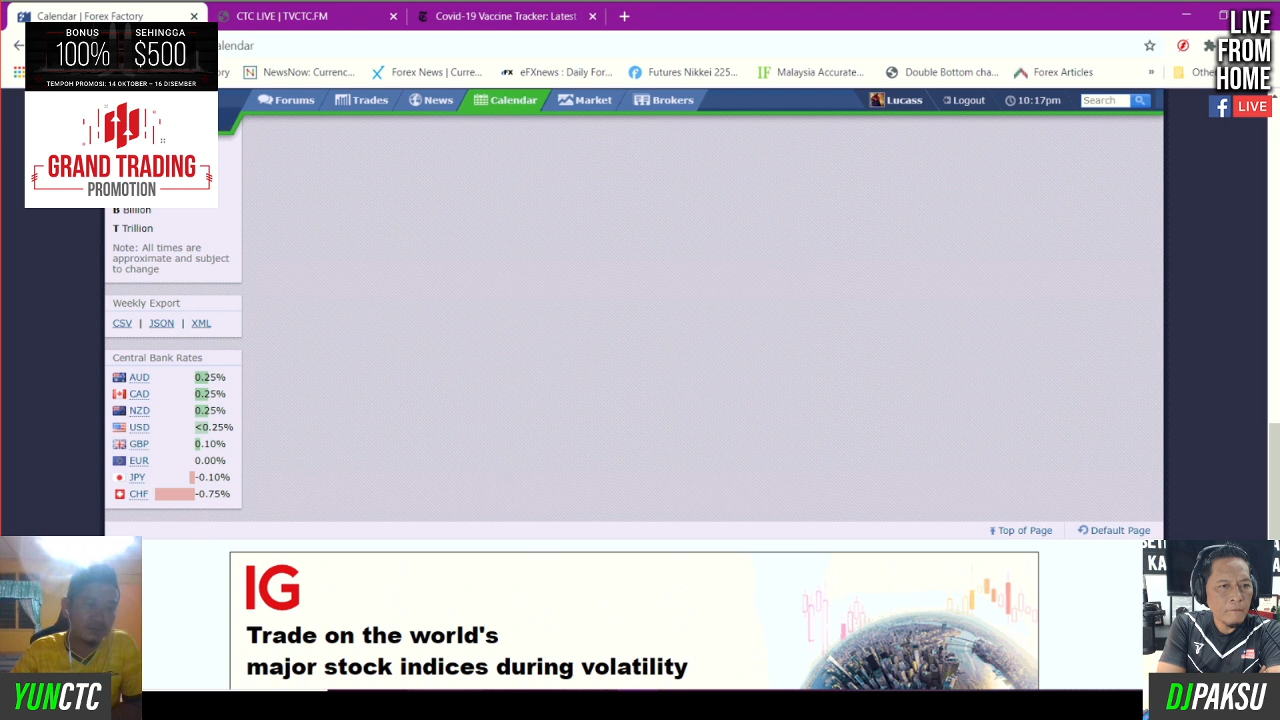 Calendar | Forex Factory
CTC LIVE | TVCTC.FM
Covid-19 Vaccine Tracker: Latest
alendar
BONUS
100%
SEHINGGA
$500
TEMPOH PROMOSI: 14 OKTOBER – 16 DISEMBER
GRAND TRADING
PROMOTION
ory
NewsNow: Currenc...
Forex News | Curre...
eFXnews : Daily For...
Futures Nikkei 225...
Malaysia Accurate...
Double Bottom cha...
Forex Articles
»
LIVE
FROM
HOME
LIVE
Forums
Trades
News
Calendar
Market
Brokers
Lucass
Logout
10:17pm
Search
B Billion
T Trillion
Note: All times are
approximate and subject
to change
Weekly Export
CSV | JSON | XML
Central Bank Rates
AUD 0.25%
CAD 0.25%
NZD 0.25%
USD <0.25%
GBP 0.10%
EUR 0.00%
JPY -0.10%
CHF -0.75%
Top of Page
Default Page
IG
Trade on the world's
major stock indices during volatility
YUNCTC
DJPAKSU